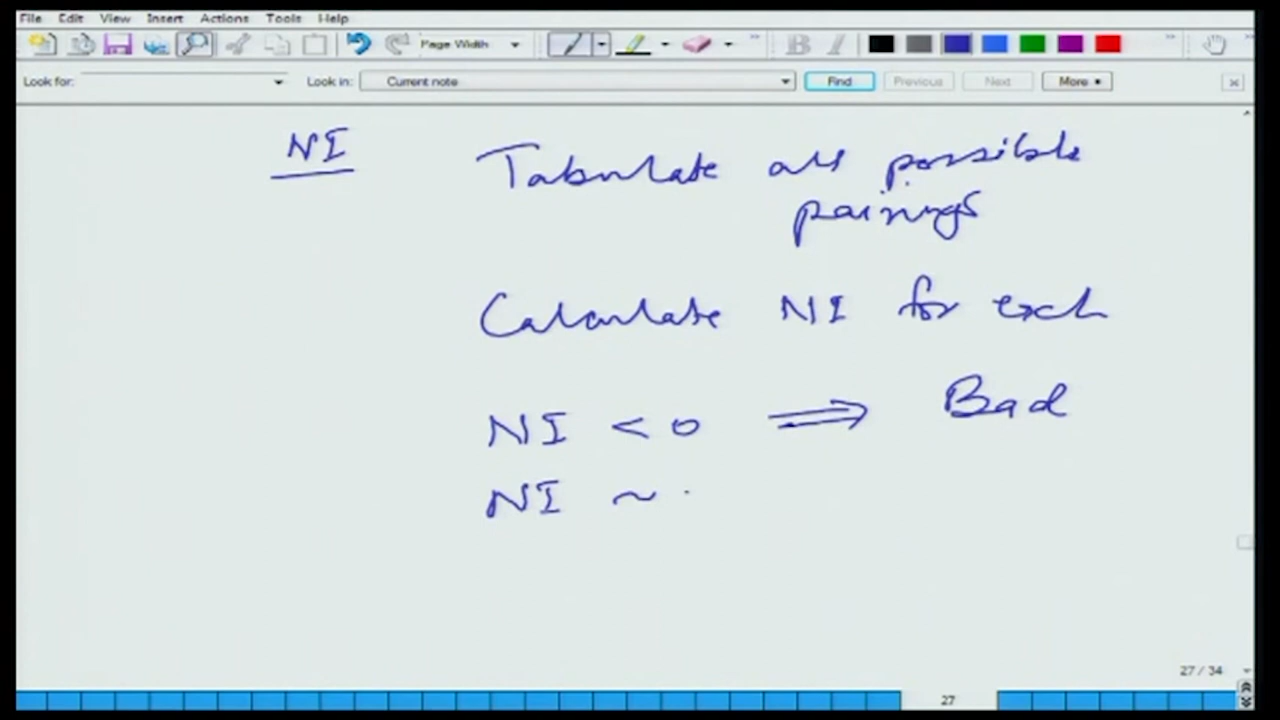 File Edit View Insert Actions Tools Help
Page Width
Look for: Look in: Current note Find Previous Next More
NI Tabulate all possible
pairings
Calculate NI for each
NI < 0 ⟹ Bad
NI ~
27 / 34
27